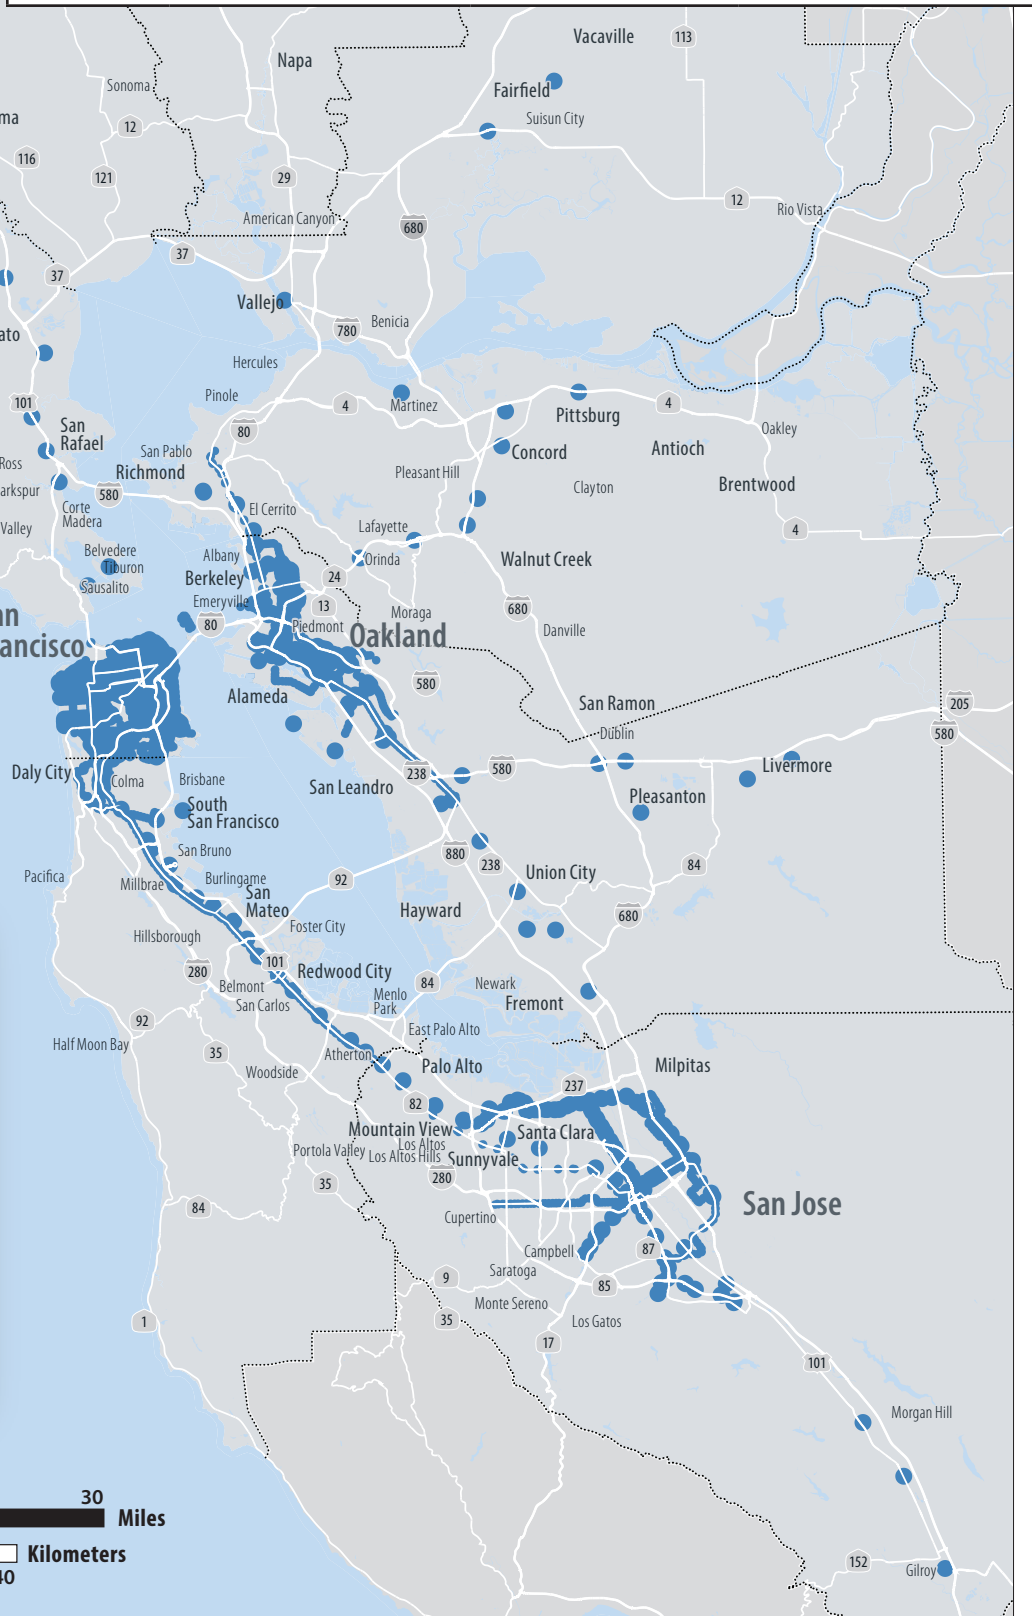 Vacaville
113
Napa
Sonoma
Fairfield
Suisun City
ma
12
116
121
29
12
Rio Vista
American Canyon
680
37
37
Vallejo
780
Benicia
ato
Hercules
Pinole
4
Martinez
101
80
Pittsburg
4
San
Rafael
Oakley
San Pablo
Concord
Antioch
Ross
Richmond
Pleasant Hill
Clayton
Brentwood
arkspur
580
Corte
Madera
El Cerrito
Valley
Lafayette
4
Belvedere
Tiburon
Albany
Orinda
Walnut Creek
Sausalito
Berkeley
24
Emeryville
13
680
an
ancisco
80
Piedmont
Moraga
Oakland
Danville
580
Alameda
San Ramon
205
Dublin
580
Daly City
Colma
Brisbane
238
580
Livermore
San Leandro
Pleasanton
South
San Francisco
San Bruno
880
238
84
Pacifica
Millbrae
Burlingame
92
Union City
San
Mateo
Hayward
680
Foster City
Hillsborough
101
280
Redwood City
Belmont
84
Newark
San Carlos
Menlo
Park
Fremont
92
Half Moon Bay
East Palo Alto
35
Atherton
Woodside
Palo Alto
Milpitas
237
82
Mountain View
Santa Clara
Portola Valley
Los Altos
Los Altos Hills
Sunnyvale
280
35
84
Cupertino
San Jose
Campbell
87
Saratoga
9
85
Monte Sereno
35
Los Gatos
1
17
101
Morgan Hill
30
Miles
Kilometers
40
152
Gilroy